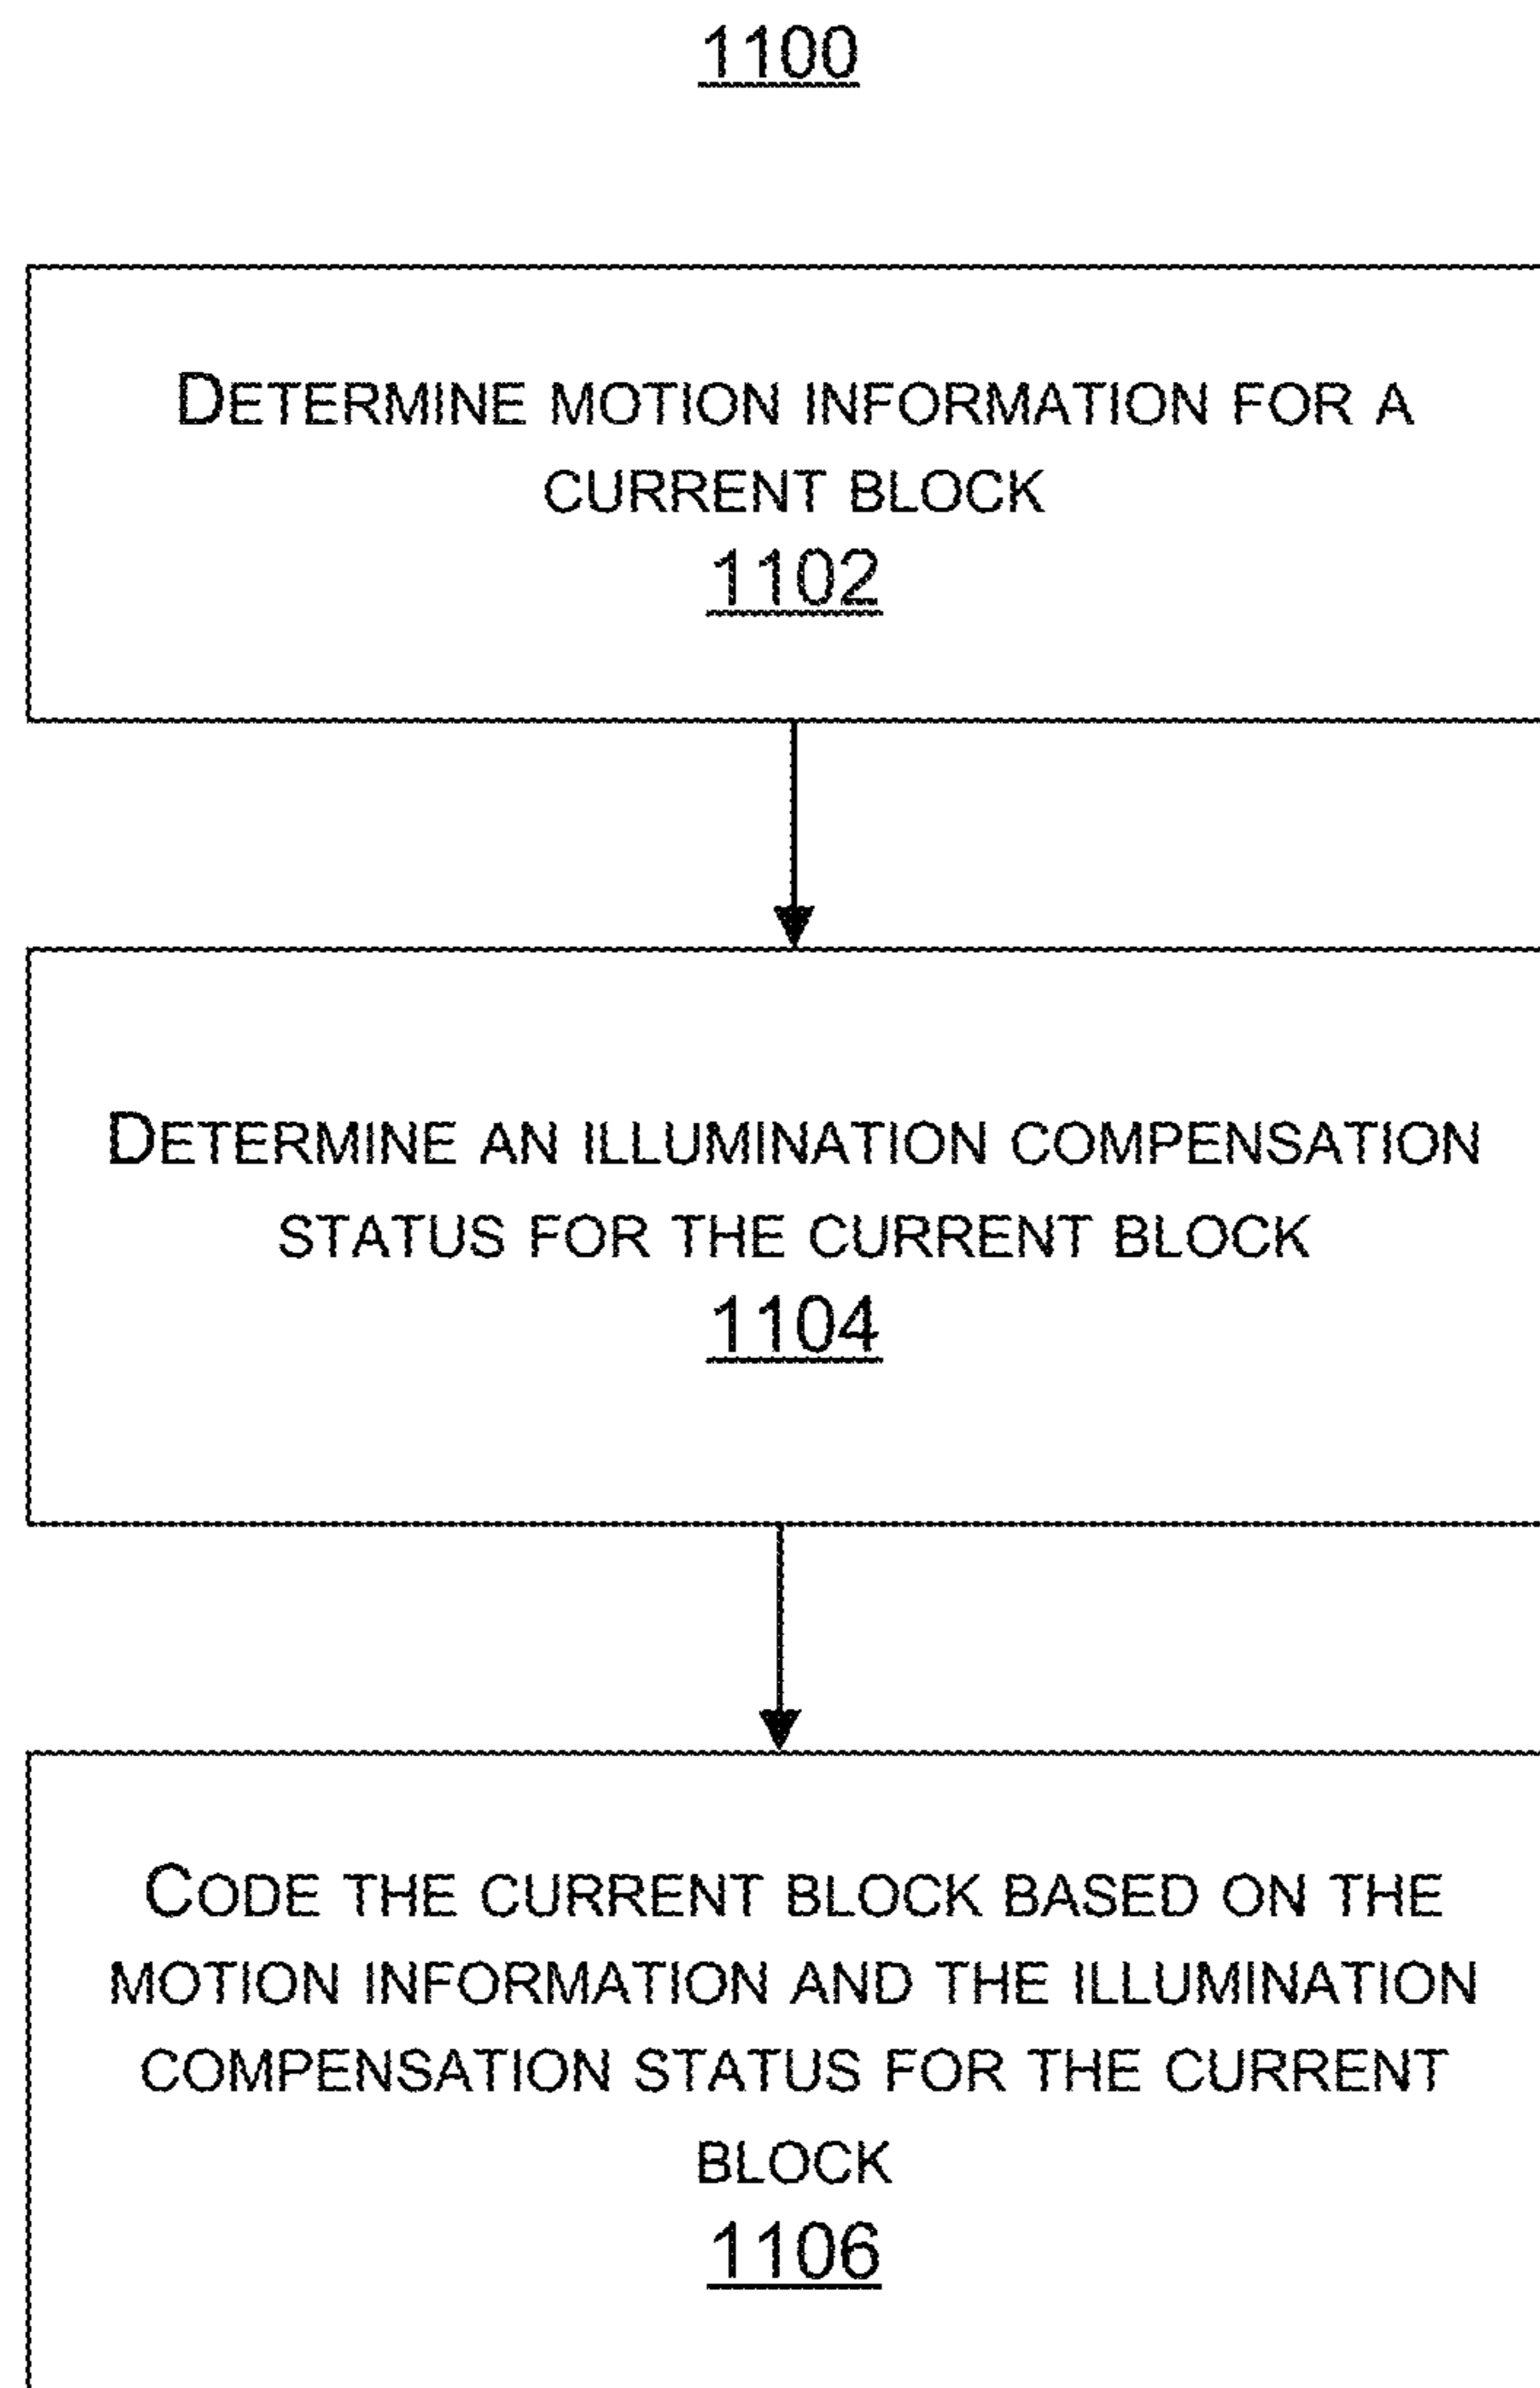 1100
DETERMINE MOTION INFORMATION FOR A
CURRENT BLOCK
1102
DETERMINE AN ILLUMINATION COMPENSATION
STATUS FOR THE CURRENT BLOCK
1104
CODE THE CURRENT BLOCK BASED ON THE
MOTION INFORMATION AND THE ILLUMINATION
COMPENSATION STATUS FOR THE CURRENT
BLOCK
1106